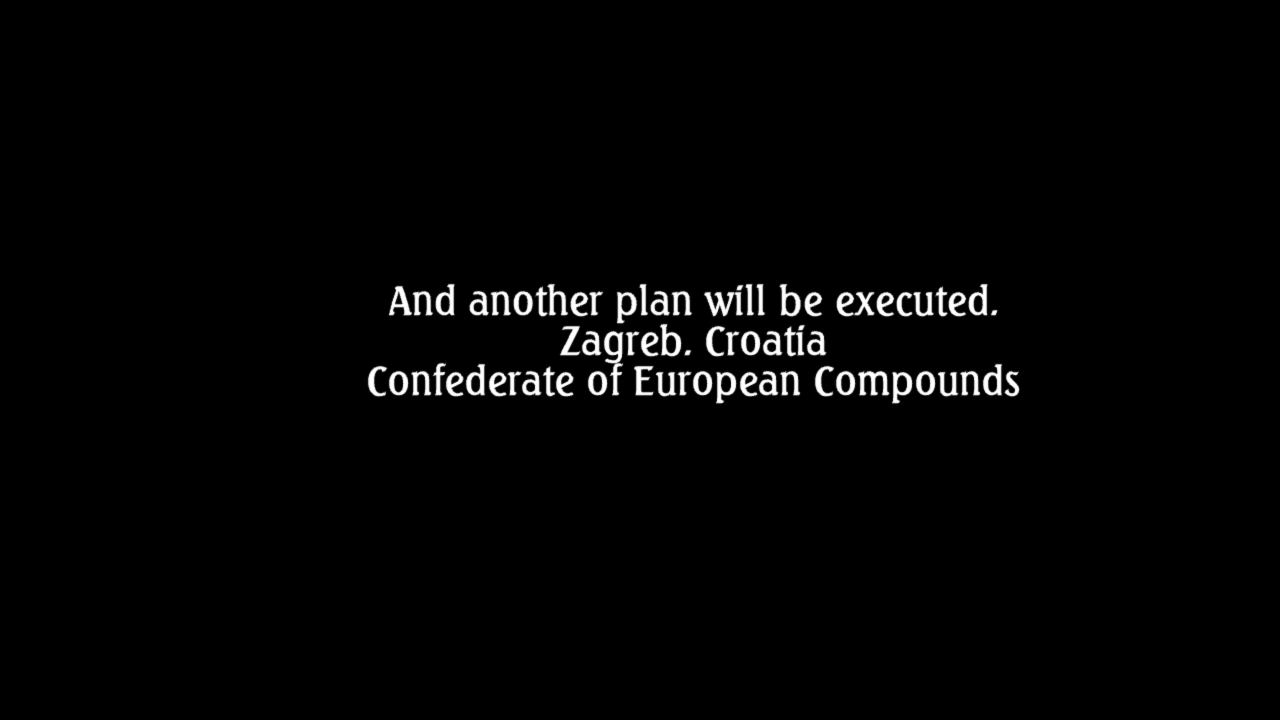 And another plan will be executed.
Zagreb. Croatia
Confederate of European Compounds